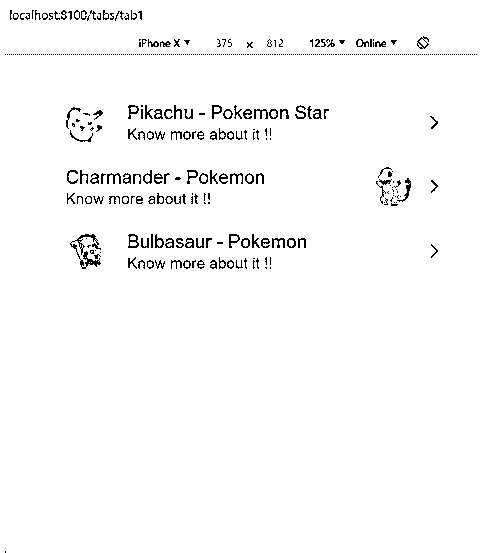 localhost:8100/tabs/tab1
iPhone X ▼ 375 x 812 125% ▼ Online ▼
Pikachu - Pokemon Star
Know more about it !!
Charmander - Pokemon
Know more about it !!
Bulbasaur - Pokemon
Know more about it !!